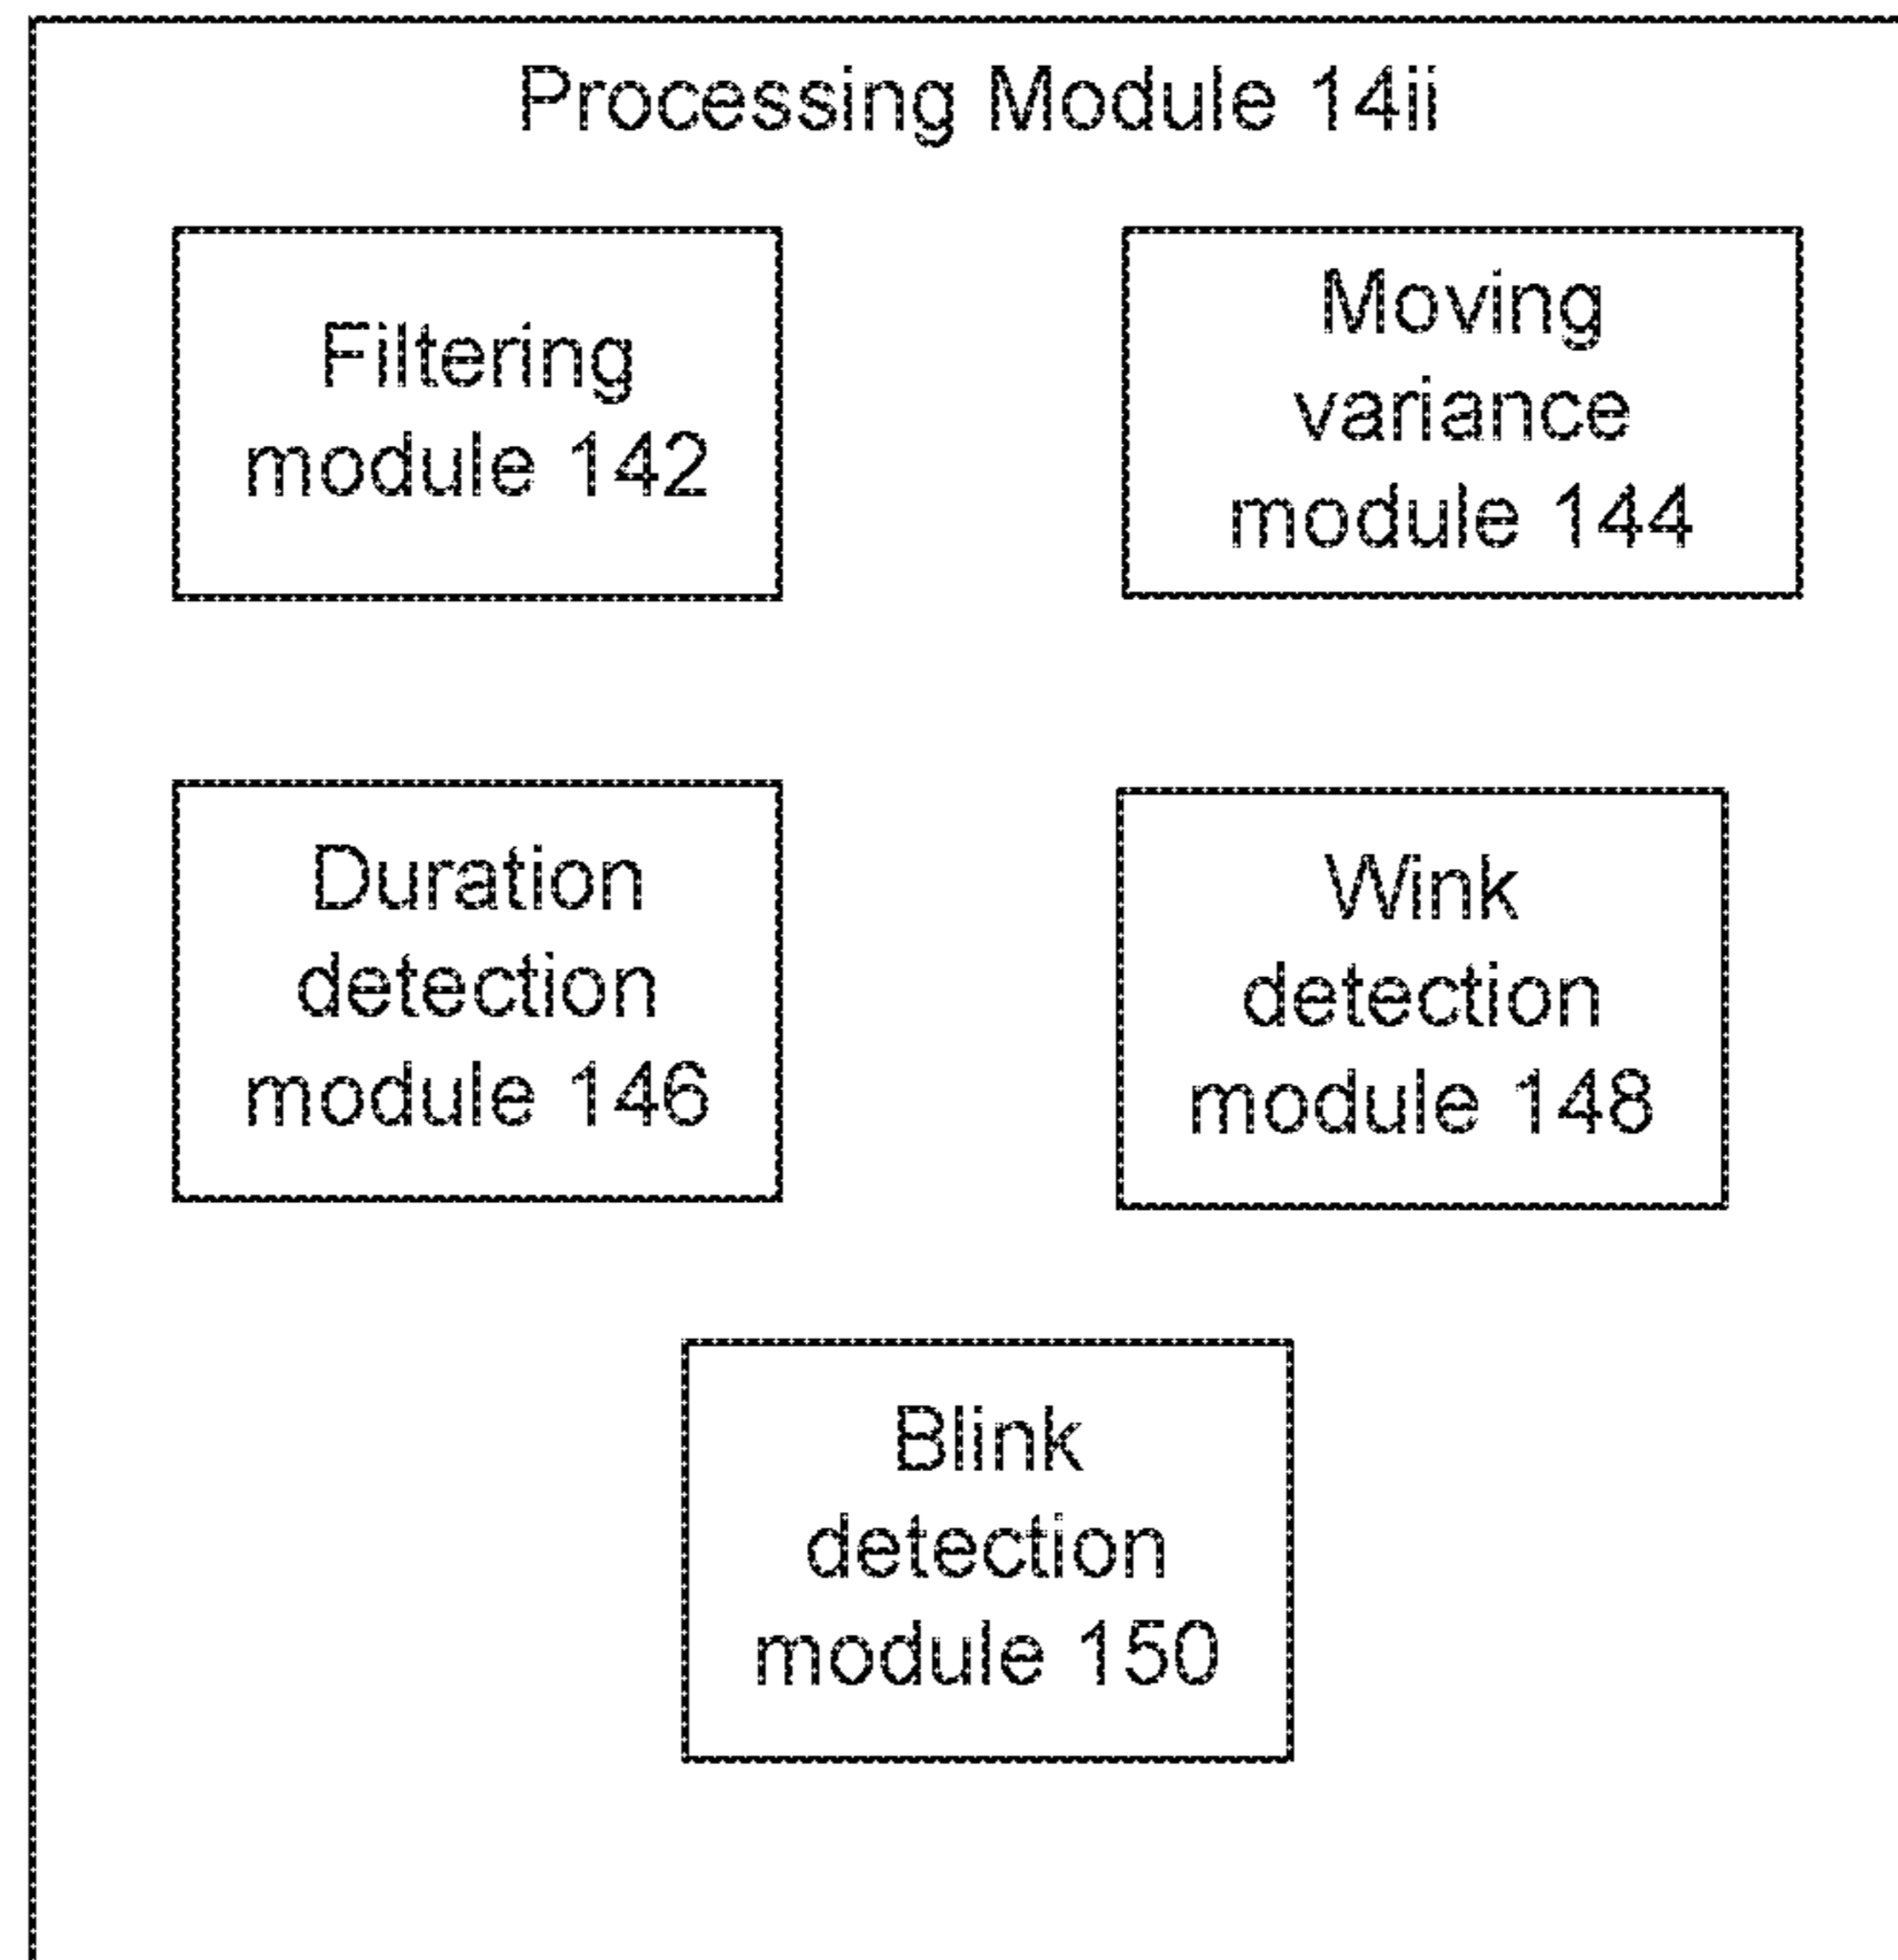 Processing Module 14ii
Filtering
module 142
Moving
variance
module 144
Duration
detection
module 146
Wink
detection
module 148
Blink
detection
module 150